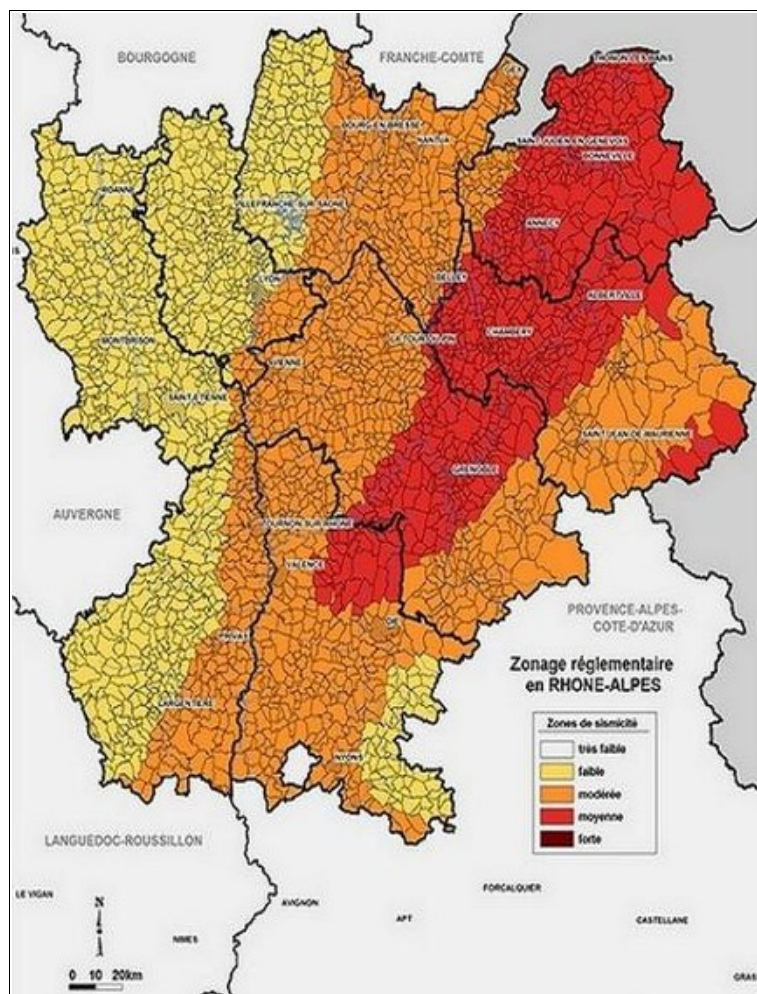 BOURGOGNE
FRANCHE-COMTÉ
THONON-LES-BAINS
GEX
BOURG-EN-BRESSE
NANTUA
SAINT-JULIEN-EN-GENEVOIS
BONNEVILLE
ROANNE
VILLEFRANCHE-SUR-SAONE
ANNECY
LYON
BELLEY
ALBERTVILLE
MONTBRISON
LA TOUR-DU-PIN
CHAMBERY
VIENNE
SAINT-ETIENNE
SAINT-JEAN-DE-MAURIENNE
GRENOBLE
AUVERGNE
TOURNON-SUR-RHONE
VALENCE
PROVENCE-ALPES-
COTE-D'AZUR
DIE
PRIVAS
Zonage réglementaire
en RHONE-ALPES
LARGENTIERE
Zones de sismicité
très faible
faible
modérée
moyenne
forte
NYONS
LANGUEDOC-ROUSSILLON
LE VIGAN
AVIGNON
FORCALQUIER
APT
CASTELLANE
N
NIMES
GRAS
0 10 20km